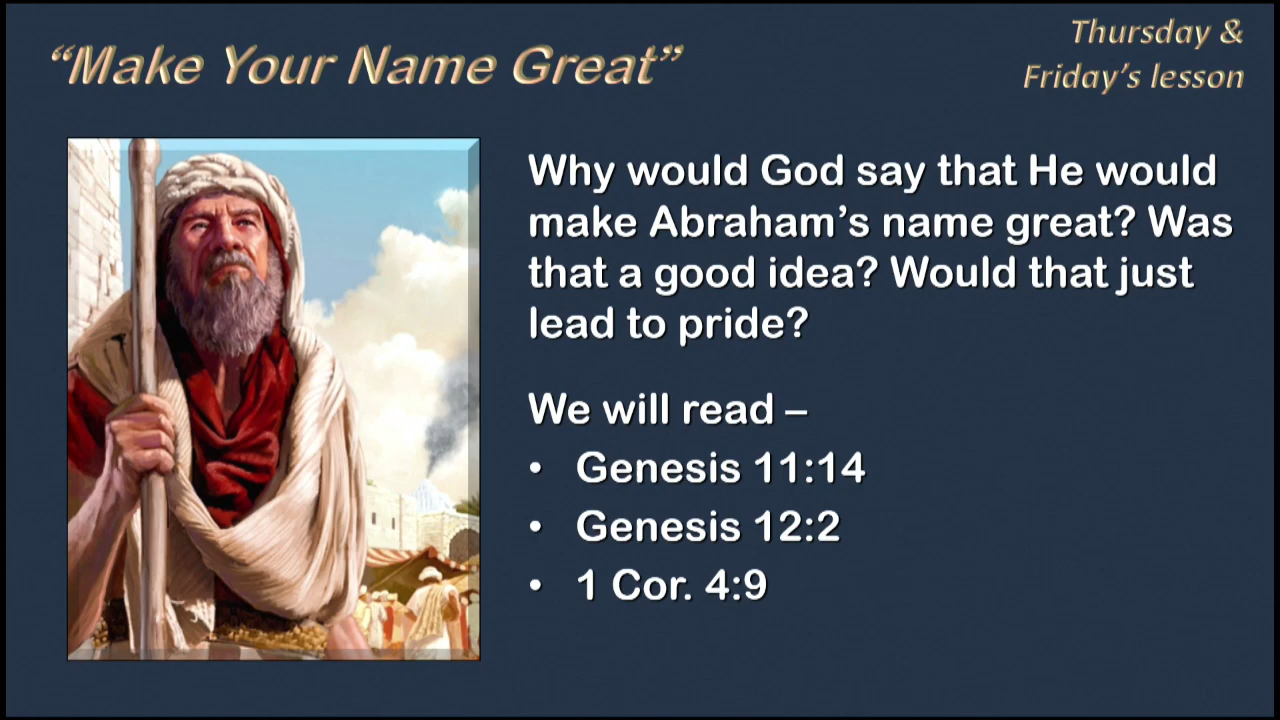 “Make Your Name Great”
Thursday &
Friday’s lesson
Why would God say that He would
make Abraham’s name great? Was
that a good idea? Would that just
lead to pride?
We will read –
• Genesis 11:14
• Genesis 12:2
• 1 Cor. 4:9